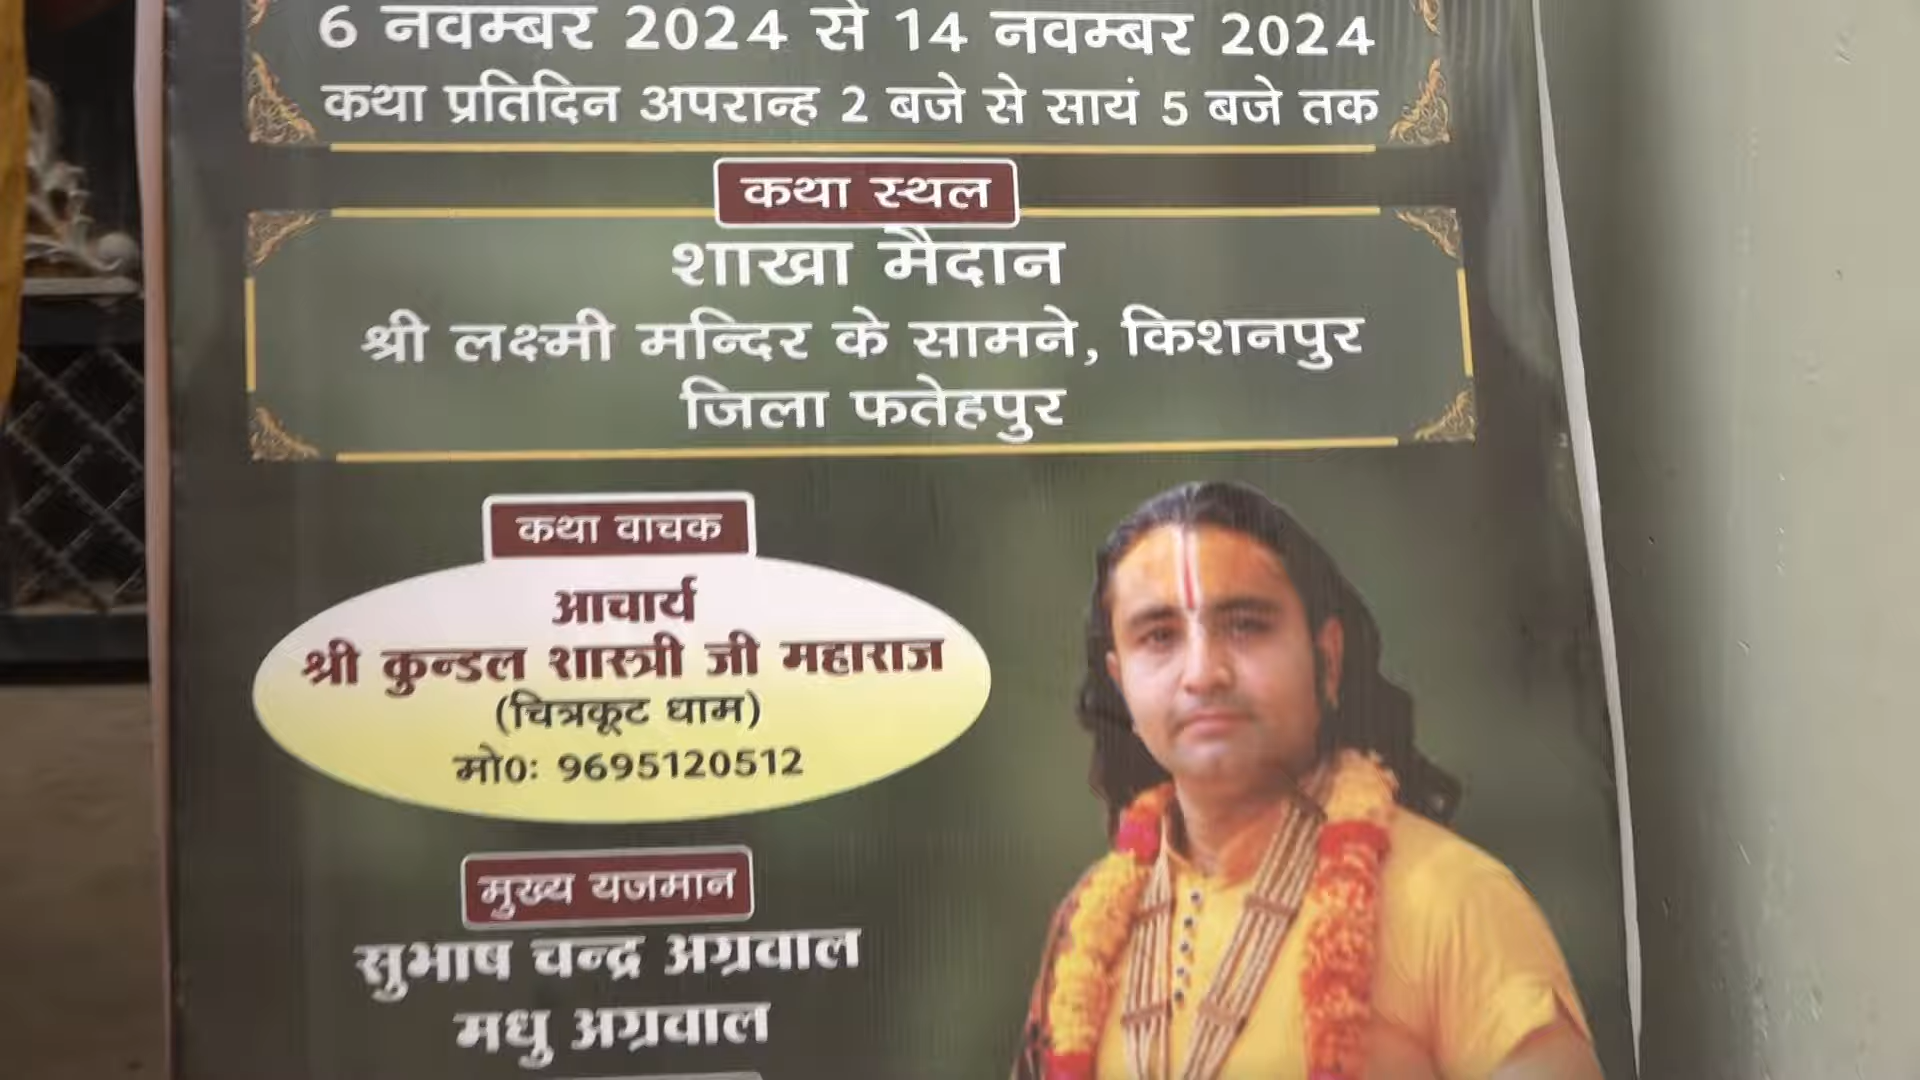 6 नवम्बर 2024 से 14 नवम्बर 2024
कथा प्रतिदिन अपरान्ह 2 बजे से सायं 5 बजे तक
कथा स्थल
शाखा मैदान
श्री लक्ष्मी मन्दिर के सामने, किशनपुर
जिला फतेहपुर
कथा वाचक
आचार्य
श्री कुन्डल शास्त्री जी महाराज
(चित्रकूट धाम)
मो0: 9695120512
मुख्य यजमान
सुभाष चन्द्र अग्रवाल
मधु अग्रवाल